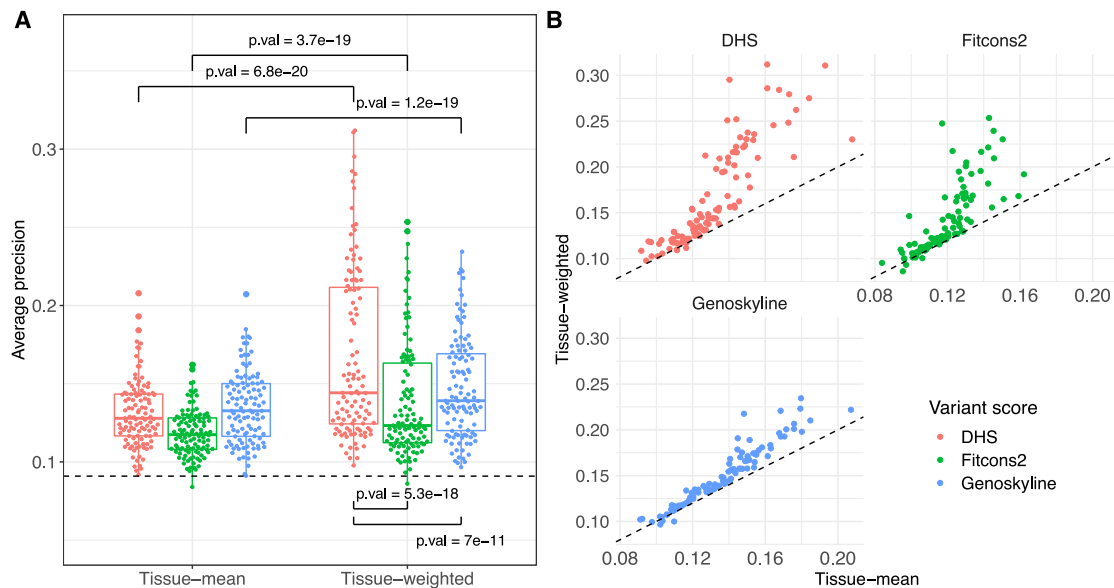 A
p.val = 3.7e−19
p.val = 6.8e−20
p.val = 1.2e−19
p.val = 5.3e−18
p.val = 7e−11
Average precision
0.3
0.2
0.1
Tissue−mean
Tissue−weighted
B
DHS
Fitcons2
0.30
0.25
0.20
0.15
0.10
0.08
0.12
0.16
0.20
Genoskyline
0.30
0.25
0.20
0.15
0.10
0.08
0.12
0.16
0.20
Tissue−weighted
Tissue−mean
Variant score
DHS
Fitcons2
Genoskyline